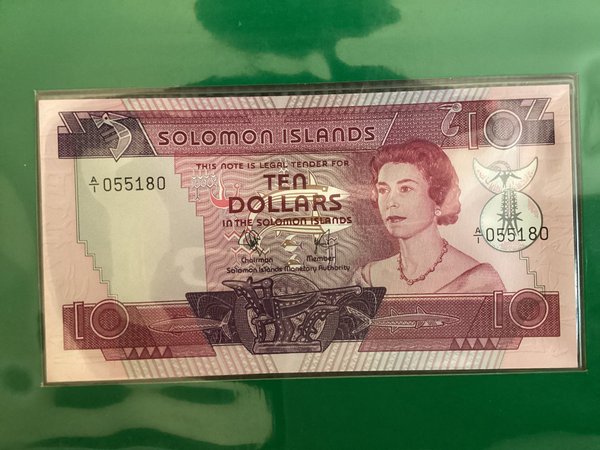 SOLOMON ISLANDS
10
THIS NOTE IS LEGAL TENDER FOR
A/1 055180
TEN
DOLLARS
IN THE SOLOMON ISLANDS
A/1 055180
Chairman Member
Solomon Islands Monetary Authority
10 10